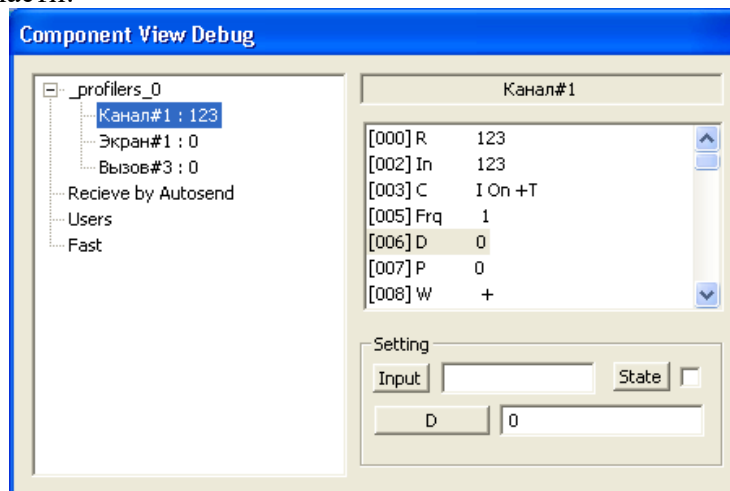 Component View Debug
_profilers_0
Канал#1 : 123
Экран#1 : 0
Вызов#3 : 0
Recieve by Autosend
Users
Fast
Канал#1
[000] R 123
[002] In 123
[003] C I On +T
[005] Frq 1
[006] D 0
[007] P 0
[008] W +
Setting
Input State
D 0